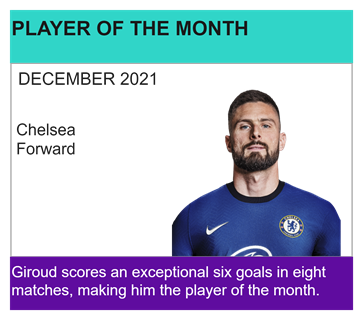 PLAYER OF THE MONTH
DECEMBER 2021
Chelsea
Forward
Giroud scores an exceptional six goals in eight
matches, making him the player of the month.